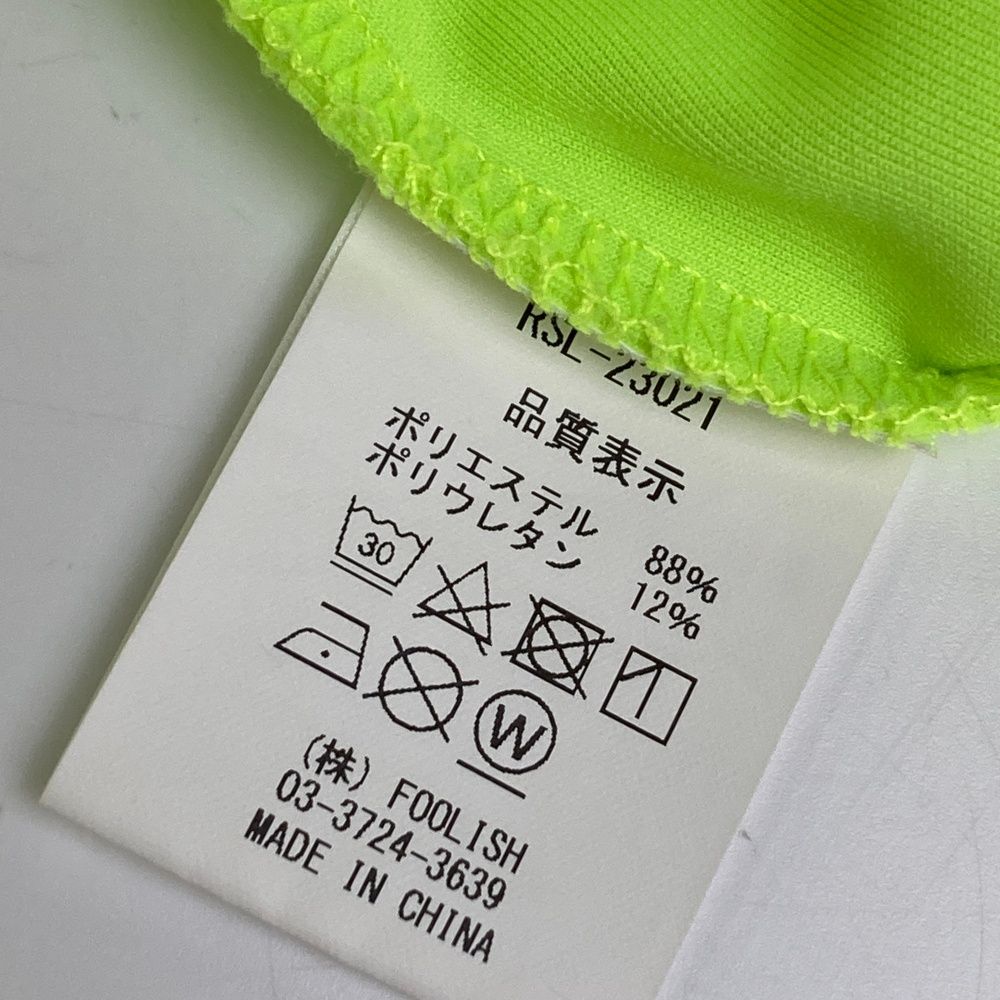 RSL-23021
品質表示
ポリエステル 88%
ポリウレタン 12%
30
W
(株) FOOLISH
03-3724-3639
MADE IN CHINA